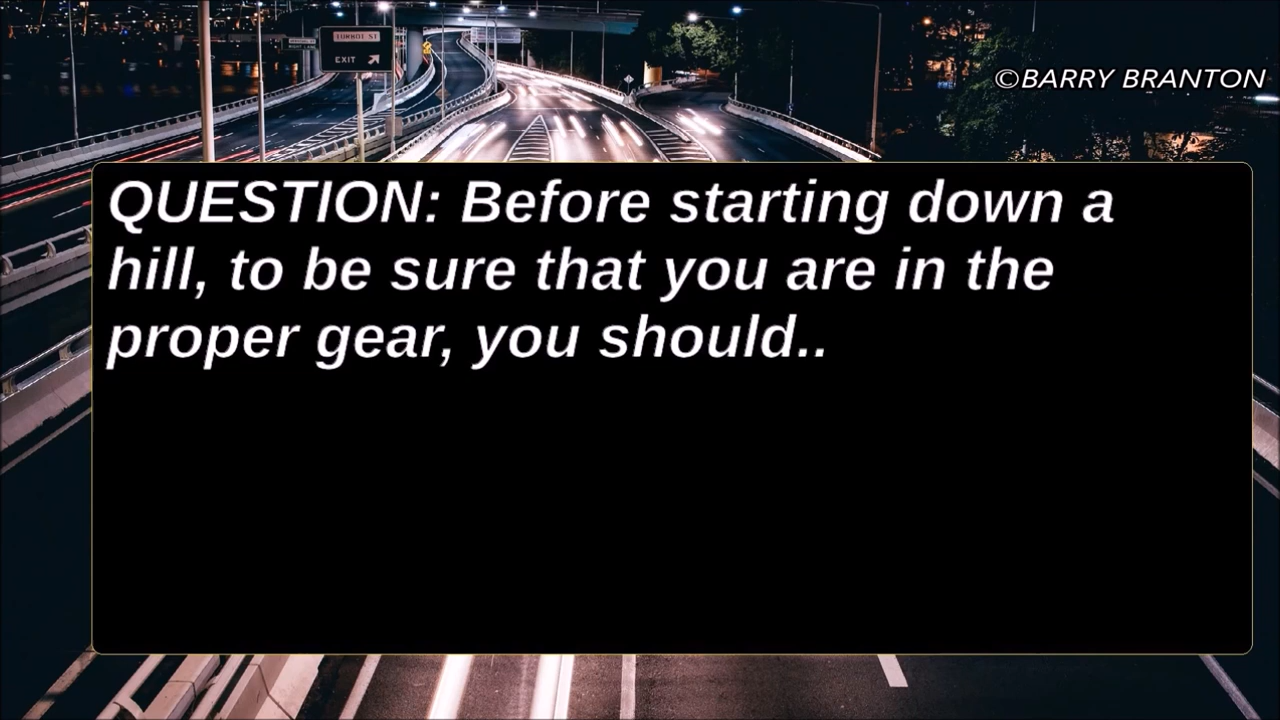 ©BARRY BRANTON
EXIT
QUESTION: Before starting down a
hill, to be sure that you are in the
proper gear, you should..